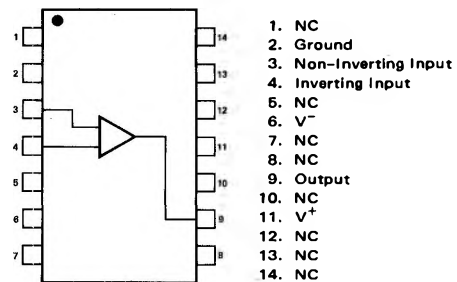 1
2
3
4
5
6
7
14
13
12
11
10
9
8
1. NC
2. Ground
3. Non-Inverting Input
4. Inverting Input
5. NC
6. V⁻
7. NC
8. NC
9. Output
10. NC
11. V⁺
12. NC
13. NC
14. NC